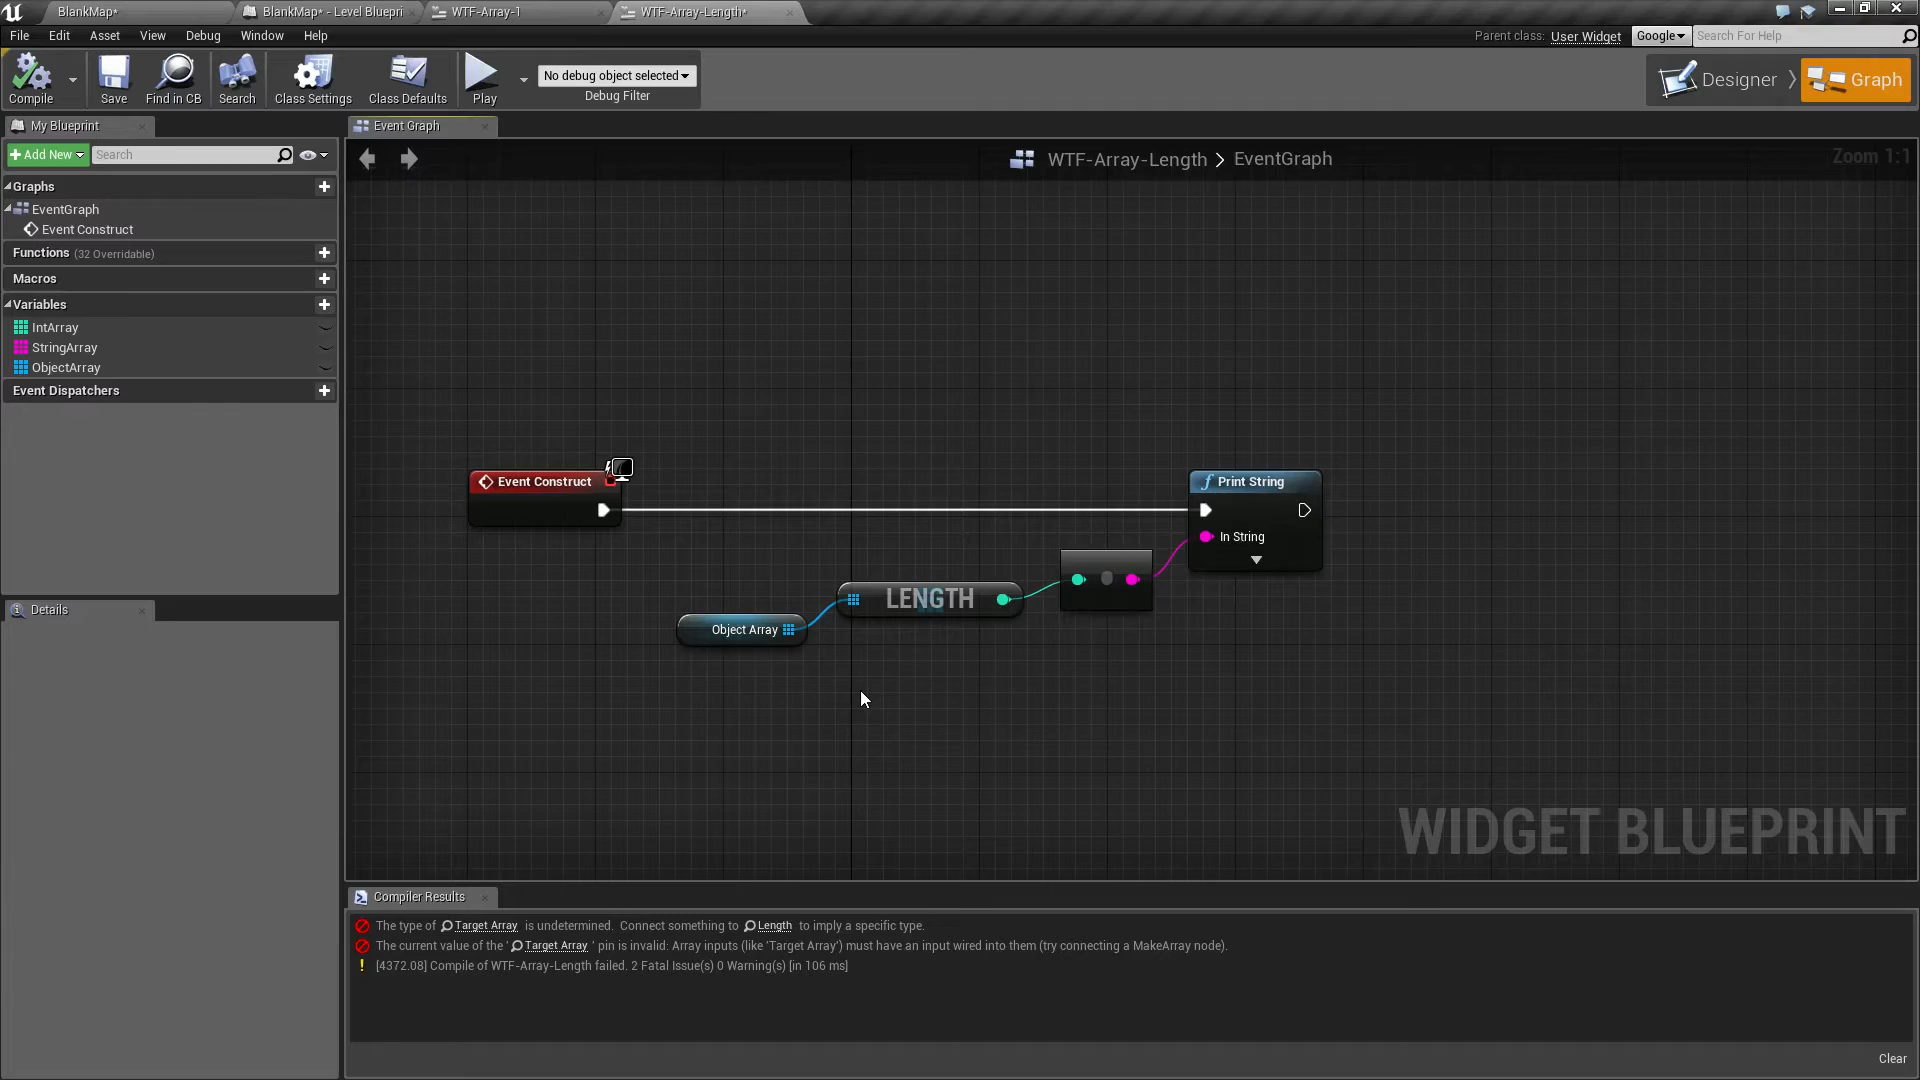 BlankMap*
BlankMap* - Level Bluepri
WTF-Array-1
WTF-Array-Length*
File Edit Asset View Debug Window Help
Parent class: User Widget Google Search For Help
Compile
Save
Find in CB
Search
Class Settings
Class Defaults
Play
No debug object selected
Debug Filter
Designer
Graph
My Blueprint
Event Graph
Add New
Search
WTF-Array-Length > EventGraph
Zoom 1:1
Graphs
EventGraph
Event Construct
Functions (32 Overridable)
Macros
Variables
IntArray
StringArray
ObjectArray
Event Dispatchers
Event Construct
Print String
In String
LENGTH
Object Array
Details
WIDGET BLUEPRINT
Compiler Results
The type of Target Array is undetermined. Connect something to Length to imply a specific type.
The current value of the ' Target Array ' pin is invalid: Array inputs (like 'Target Array') must have an input wired into them (try connecting a MakeArray node).
[4372.08] Compile of WTF-Array-Length failed. 2 Fatal Issue(s) 0 Warning(s) [in 106 ms]
Clear